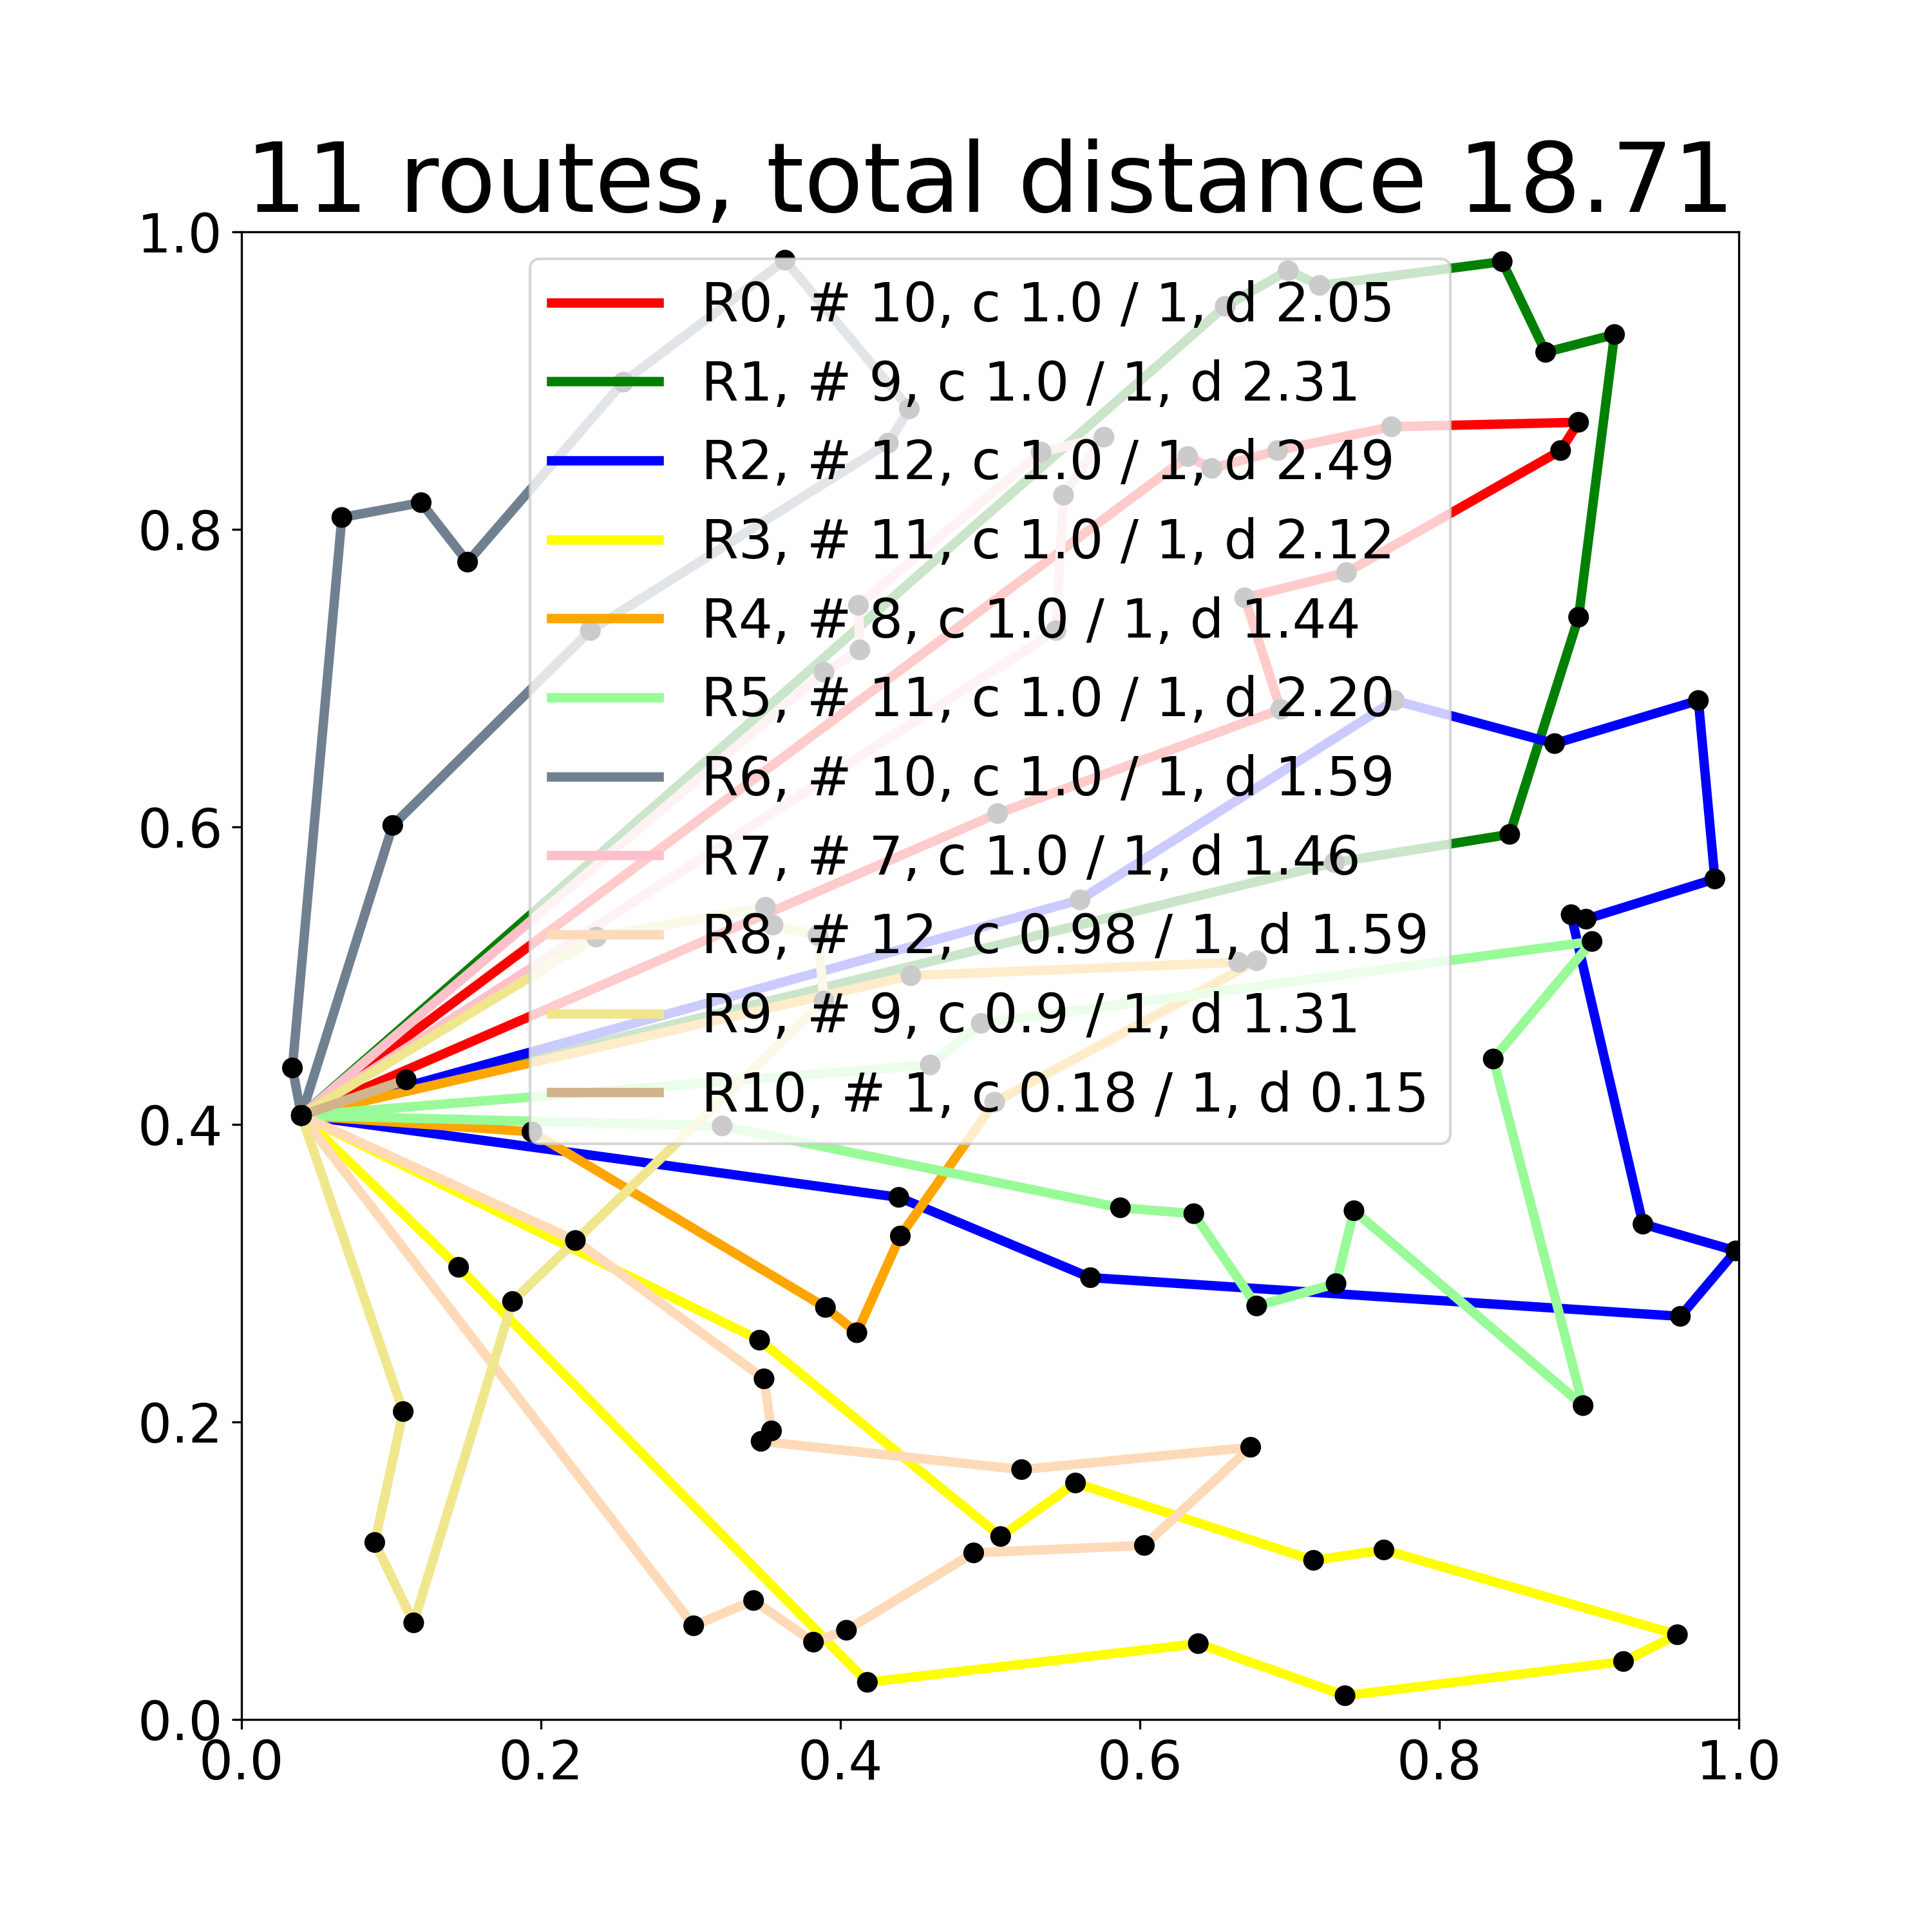 11 routes, total distance 18.71
1.0
0.8
0.6
0.4
0.2
0.0
R0, # 10, c 1.0 / 1, d 2.05
R1, # 9, c 1.0 / 1, d 2.31
R2, # 12, c 1.0 / 1, d 2.49
R3, # 11, c 1.0 / 1, d 2.12
R4, # 8, c 1.0 / 1, d 1.44
R5, # 11, c 1.0 / 1, d 2.20
R6, # 10, c 1.0 / 1, d 1.59
R7, # 7, c 1.0 / 1, d 1.46
R8, # 12, c 0.98 / 1, d 1.59
R9, # 9, c 0.9 / 1, d 1.31
R10, # 1, c 0.18 / 1, d 0.15
0.0 0.2 0.4 0.6 0.8 1.0